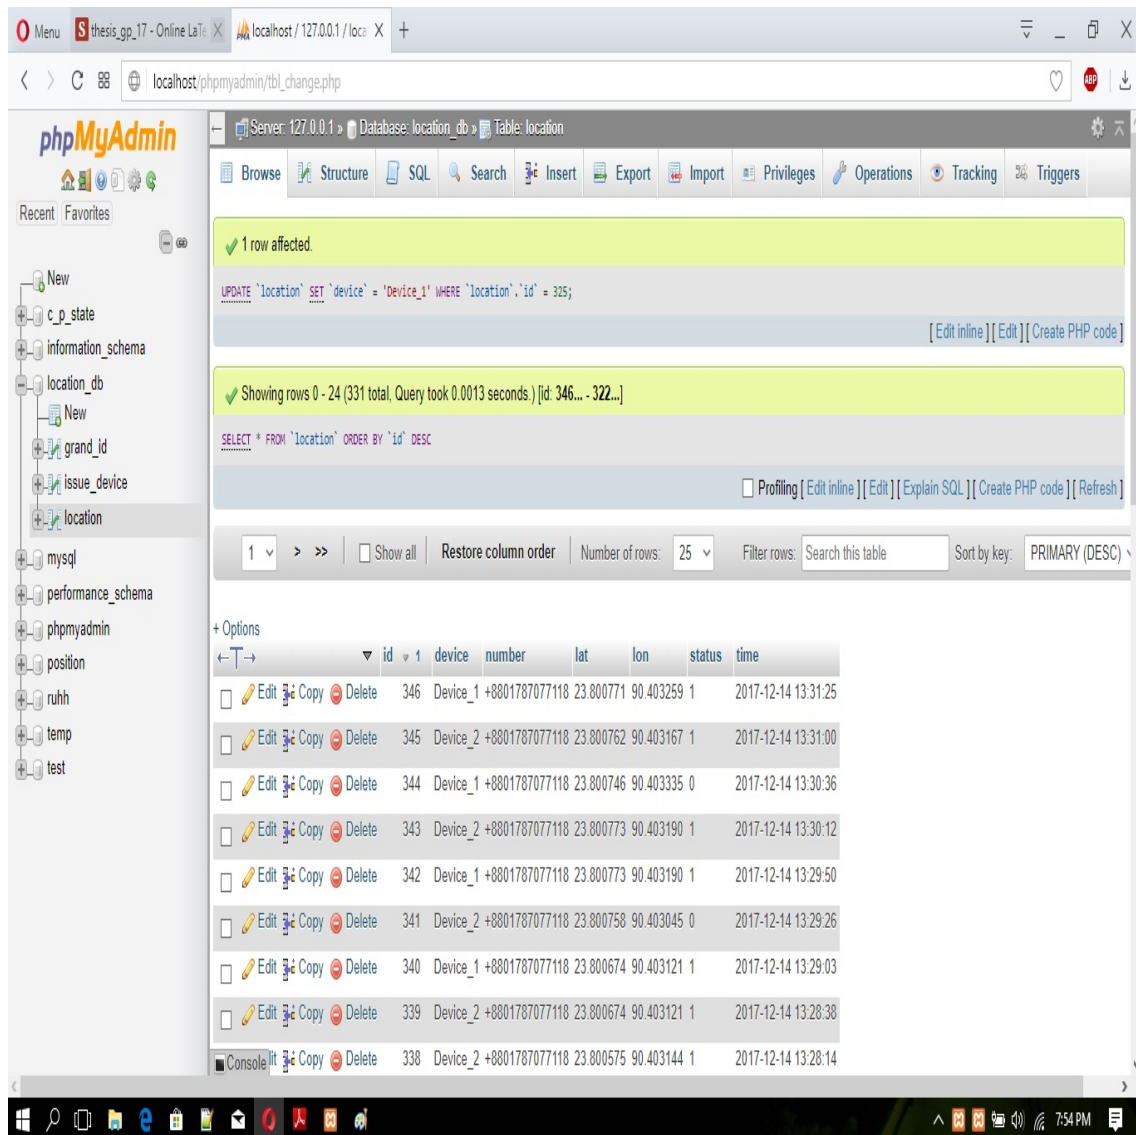 Menu thesis_gp_17 - Online LaTe localhost / 127.0.0.1 / loca
localhost/phpmyadmin/tbl_change.php ABP
phpMyAdmin
Recent Favorites
New
c_p_state
information_schema
location_db
New
grand_id
issue_device
location
mysql
performance_schema
phpmyadmin
position
ruhh
temp
test
Server: 127.0.0.1 » Database: location_db » Table: location
Browse Structure SQL Search Insert Export Import Privileges Operations Tracking Triggers
1 row affected.
UPDATE `location` SET `device` = 'Device_1' WHERE `location`.`id` = 325;
[ Edit inline ] [ Edit ] [ Create PHP code ]
Showing rows 0 - 24 (331 total, Query took 0.0013 seconds.) [id: 346... - 322...]
SELECT * FROM `location` ORDER BY `id` DESC
Profiling [ Edit inline ] [ Edit ] [ Explain SQL ] [ Create PHP code ] [ Refresh ]
1 > >> Show all Restore column order Number of rows: 25 Filter rows: Search this table Sort by key: PRIMARY (DESC)
+ Options
←T→ id 1 device number lat lon status time
Edit Copy Delete 346 Device_1 +8801787077118 23.800771 90.403259 1 2017-12-14 13:31:25
Edit Copy Delete 345 Device_2 +8801787077118 23.800762 90.403167 1 2017-12-14 13:31:00
Edit Copy Delete 344 Device_1 +8801787077118 23.800746 90.403335 0 2017-12-14 13:30:36
Edit Copy Delete 343 Device_2 +8801787077118 23.800773 90.403190 1 2017-12-14 13:30:12
Edit Copy Delete 342 Device_1 +8801787077118 23.800773 90.403190 1 2017-12-14 13:29:50
Edit Copy Delete 341 Device_2 +8801787077118 23.800758 90.403045 0 2017-12-14 13:29:26
Edit Copy Delete 340 Device_1 +8801787077118 23.800674 90.403121 1 2017-12-14 13:29:03
Edit Copy Delete 339 Device_2 +8801787077118 23.800674 90.403121 1 2017-12-14 13:28:38
Console it Copy Delete 338 Device_2 +8801787077118 23.800575 90.403144 1 2017-12-14 13:28:14
7:54 PM